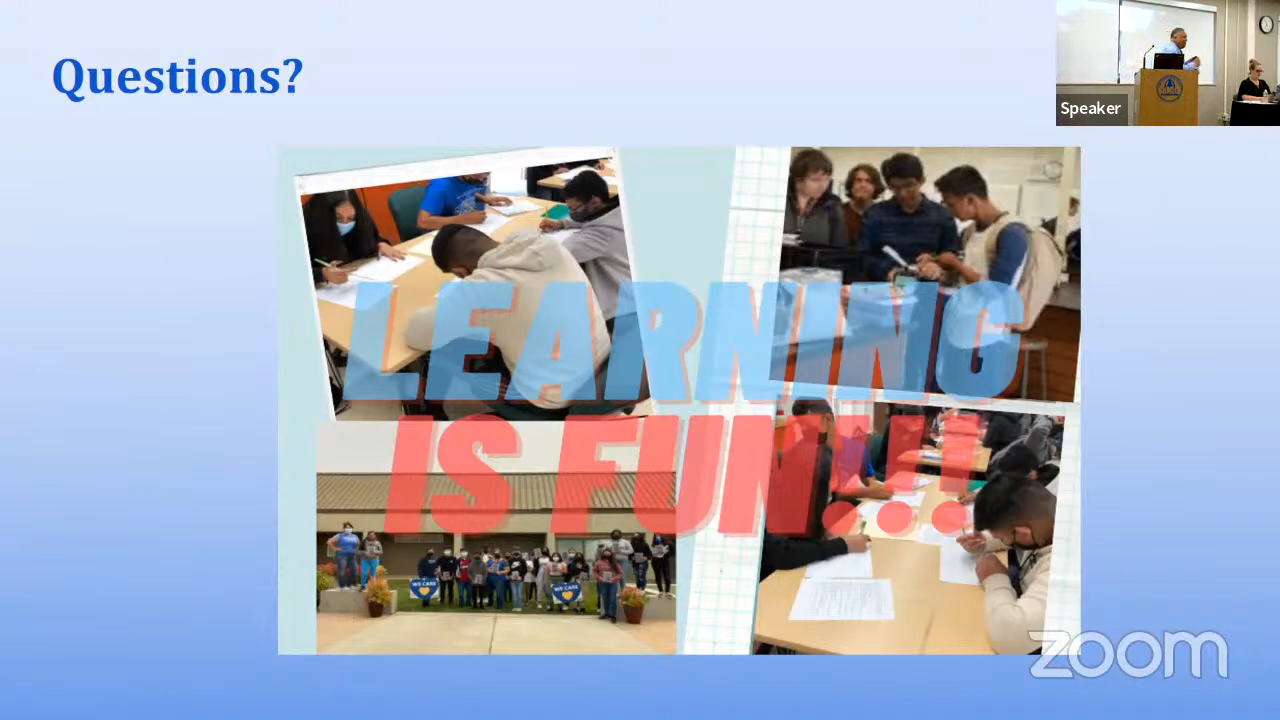 Questions?
Speaker
LEARNING
IS FUN!!!
WE CARE
WE CARE
zoom